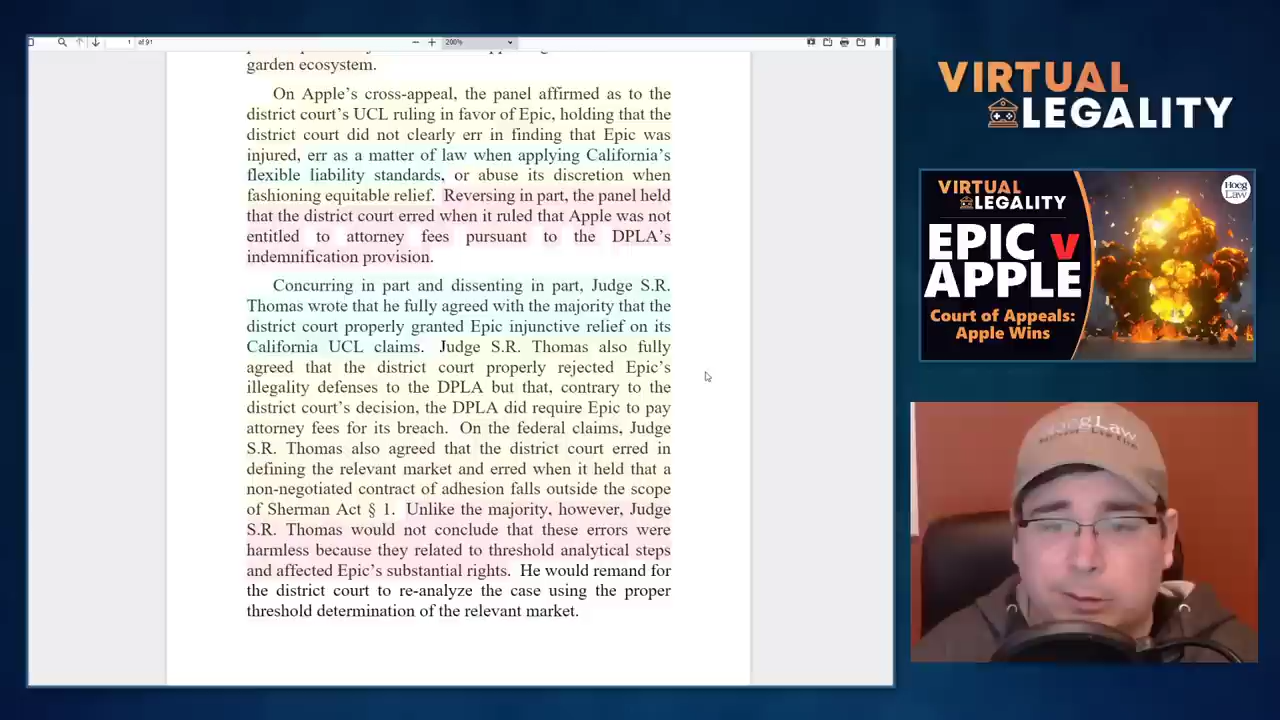 1 of 91
200%
garden ecosystem.
On Apple's cross-appeal, the panel affirmed as to the
district court's UCL ruling in favor of Epic, holding that the
district court did not clearly err in finding that Epic was
injured, err as a matter of law when applying California's
flexible liability standards, or abuse its discretion when
fashioning equitable relief. Reversing in part, the panel held
that the district court erred when it ruled that Apple was not
entitled to attorney fees pursuant to the DPLA's
indemnification provision.
Concurring in part and dissenting in part, Judge S.R.
Thomas wrote that he fully agreed with the majority that the
district court properly granted Epic injunctive relief on its
California UCL claims. Judge S.R. Thomas also fully
agreed that the district court properly rejected Epic's
illegality defenses to the DPLA but that, contrary to the
district court's decision, the DPLA did require Epic to pay
attorney fees for its breach. On the federal claims, Judge
S.R. Thomas also agreed that the district court erred in
defining the relevant market and erred when it held that a
non-negotiated contract of adhesion falls outside the scope
of Sherman Act § 1. Unlike the majority, however, Judge
S.R. Thomas would not conclude that these errors were
harmless because they related to threshold analytical steps
and affected Epic's substantial rights. He would remand for
the district court to re-analyze the case using the proper
threshold determination of the relevant market.
VIRTUAL
LEGALITY
VIRTUAL
LEGALITY
Hoeg
Law
EPIC v
APPLE
Court of Appeals:
Apple Wins
Hoeg Law